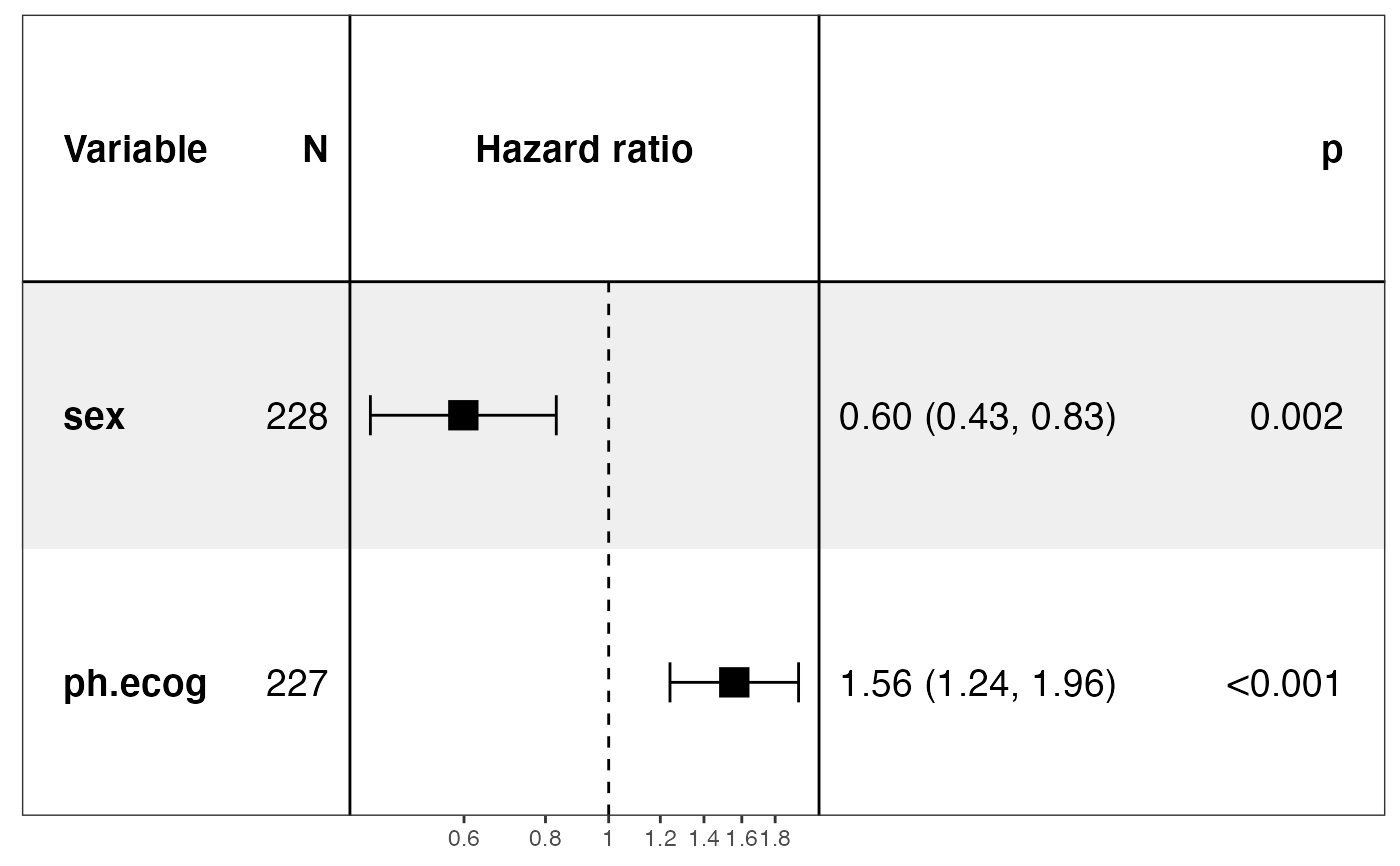 Variable N Hazard ratio p
sex 228 0.60 (0.43, 0.83) 0.002
ph.ecog 227 1.56 (1.24, 1.96) <0.001
0.6 0.8 1 1.2 1.4 1.6 1.8